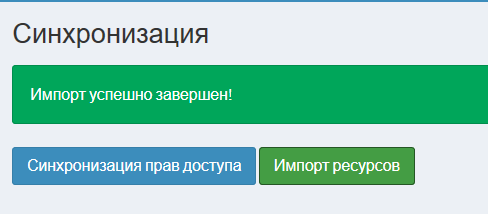 Синхронизация
Импорт успешно завершен!
Синхронизация прав доступа Импорт ресурсов